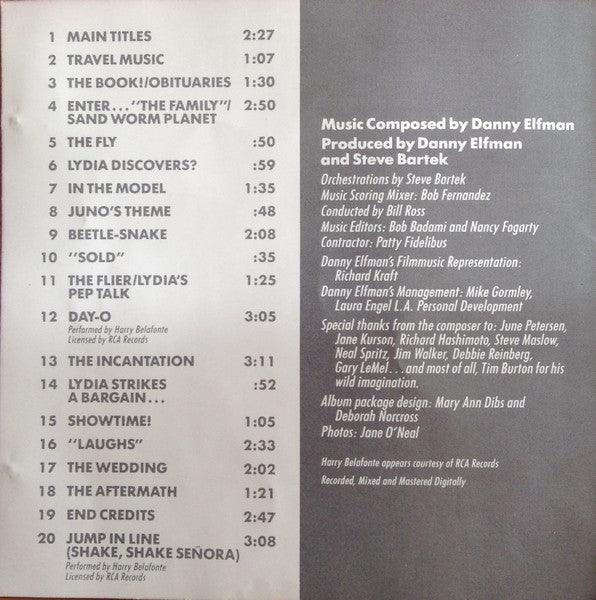 1 MAIN TITLES 2:27
2 TRAVEL MUSIC 1:07
3 THE BOOK!/OBITUARIES 1:30
4 ENTER..."THE FAMILY"/ 2:50
SAND WORM PLANET
5 THE FLY :50
6 LYDIA DISCOVERS? :59
7 IN THE MODEL 1:35
8 JUNO'S THEME :48
9 BEETLE-SNAKE 2:08
10 "SOLD" :35
11 THE FLIER/LYDIA'S 1:25
PEP TALK
12 DAY-O 3:05
Performed by Harry Belafonte
Licensed by RCA Records
13 THE INCANTATION 3:11
14 LYDIA STRIKES :52
A BARGAIN...
15 SHOWTIME! 1:05
16 "LAUGHS" 2:33
17 THE WEDDING 2:02
18 THE AFTERMATH 1:21
19 END CREDITS 2:47
20 JUMP IN LINE 3:08
(SHAKE, SHAKE SEÑORA)
Performed by Harry Belafonte
Licensed by RCA Records
Music Composed by Danny Elfman
Produced by Danny Elfman
and Steve Bartek
Orchestrations by Steve Bartek
Music Scoring Mixer: Bob Fernandez
Conducted by Bill Ross
Music Editors: Bob Badami and Nancy Fogarty
Contractor: Patty Fidelibus
Danny Elfman's Filmmusic Representation:
Richard Kraft
Danny Elfman's Management: Mike Gormley,
Laura Engel L.A. Personal Development
Special thanks from the composer to: June Petersen,
Jane Kurson, Richard Hashimoto, Steve Maslow,
Neal Spritz, Jim Walker, Debbie Reinberg,
Gary LeMel...and most of all, Tim Burton for his
wild imagination.
Album package design: Mary Ann Dibs and
Deborah Norcross
Photos: Jane O'Neal
Harry Belafonte appears courtesy of RCA Records
Recorded, Mixed and Mastered Digitally